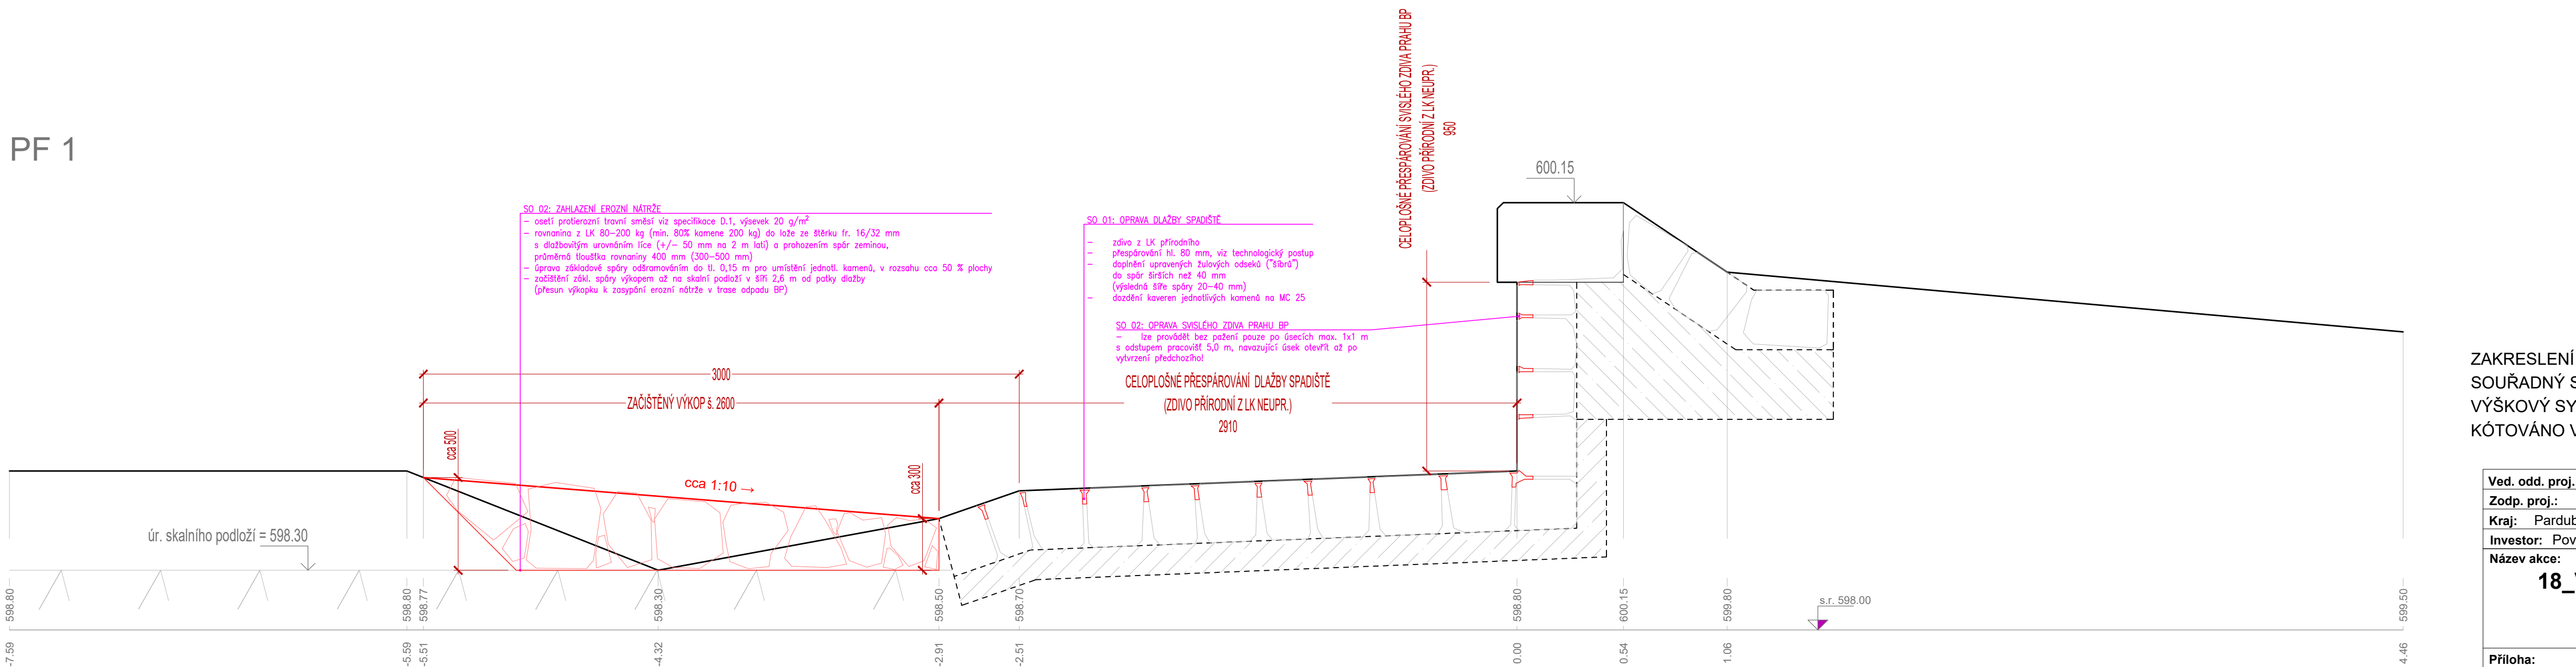 PF 1
CELOPLOŠNÉ PŘESPÁROVÁNÍ SVISLÉHO ZDIVA PRAHU BP
(ZDIVO PŘÍRODNÍ Z LK NEUPR.)
950
600.15
SO 02: ZAHLAZENÍ EROZNÍ NÁTRŽE
- osetí protierozní travní směsí viz specifikace D.1, výsevek 20 g/m²
- rovnanina z LK 80-200 kg (min. 80% kamene 200 kg) do lože ze štěrku fr. 16/32 mm
s dlažbovitým urovnáním líce (+/- 50 mm na 2 m lati) a prohozením spár zeminou,
průměrná tloušťka rovnaniny 400 mm (300-500 mm)
- úprava základové spáry odšramováním do tl. 0,15 m pro umístění jednotl. kamenů, v rozsahu cca 50 % plochy
- začištění zákl. spáry výkopem až na skalní podloží v šíři 2,6 m od patky dlažby
(přesun výkopku k zasypání erozní nátrže v trase odpadu BP)
SO 01: OPRAVA DLAŽBY SPADIŠTĚ
- zdivo z LK přírodního
- přespárování hl. 80 mm, viz technologický postup
- doplnění upravených žulových odseků ("šíbrů")
do spár širších než 40 mm
(výsledná šíře spáry 20-40 mm)
- dozdění kaveren jednotlivých kamenů na MC 25
SO 02: OPRAVA SVISLÉHO ZDIVA PRAHU BP
- lze provádět bez pažení pouze po úsecích max. 1x1 m
s odstupem pracovišť 5,0 m, navazující úsek otevřít až po
vytvrzení předchozího!
3000
ZAČIŠTĚNÝ VÝKOP š. 2600
CELOPLOŠNÉ PŘESPÁROVÁNÍ DLAŽBY SPADIŠTĚ
(ZDIVO PŘÍRODNÍ Z LK NEUPR.)
2910
cca 500
cca 1:10 →
cca 300
úr. skalního podloží = 598.30
s.r. 598.00
598.80
598.80
598.77
598.30
598.50
598.70
598.80
600.15
599.80
599.50
-7.59
-5.59
-5.51
-4.32
-2.91
-2.51
0.00
0.54
1.06
4.46
ZAKRESLENÍ
SOUŘADNÝ S
VÝŠKOVÝ SY
KÓTOVÁNO V
Ved. odd. proj.
Zodp. proj.:
Kraj: Pardub
Investor: Pov
Název akce:
18_
Příloha: